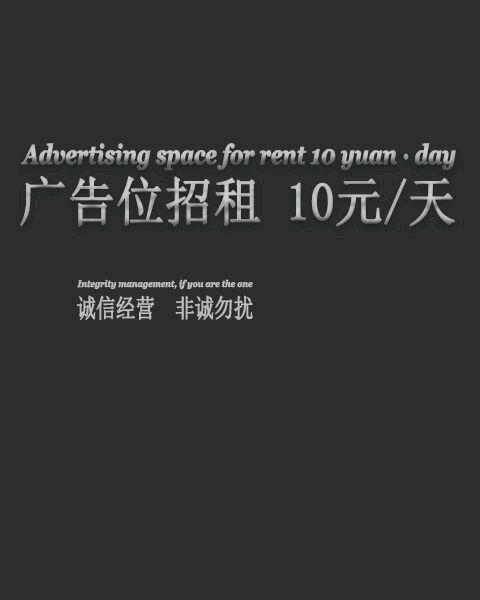 Advertising space for rent 10 yuan · day
广告位招租 10元/天
Integrity management, if you are the one
诚信经营 非诚勿扰